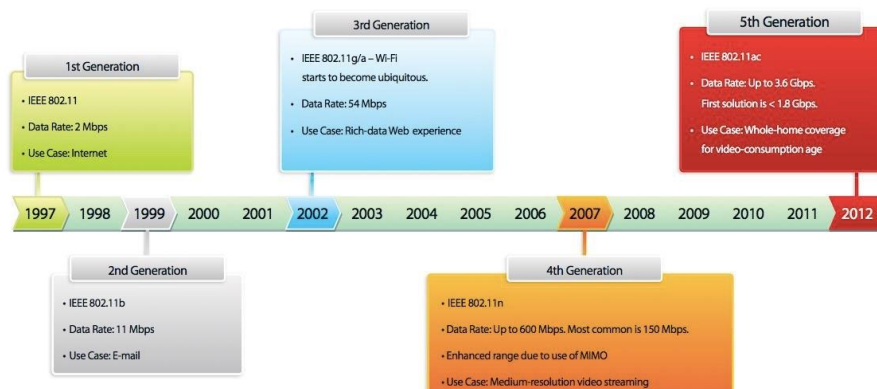 1st Generation
• IEEE 802.11
• Data Rate: 2 Mbps
• Use Case: Internet
3rd Generation
• IEEE 802.11g/a – Wi-Fi
starts to become ubiquitous.
• Data Rate: 54 Mbps
• Use Case: Rich-data Web experience
5th Generation
• IEEE 802.11ac
• Data Rate: Up to 3.6 Gbps.
First solution is < 1.8 Gbps.
• Use Case: Whole-home coverage
for video-consumption age
1997 1998 1999 2000 2001 2002 2003 2004 2005 2006 2007 2008 2009 2010 2011 2012
2nd Generation
• IEEE 802.11b
• Data Rate: 11 Mbps
• Use Case: E-mail
4th Generation
• IEEE 802.11n
• Data Rate: Up to 600 Mbps. Most common is 150 Mbps.
• Enhanced range due to use of MIMO
• Use Case: Medium-resolution video streaming